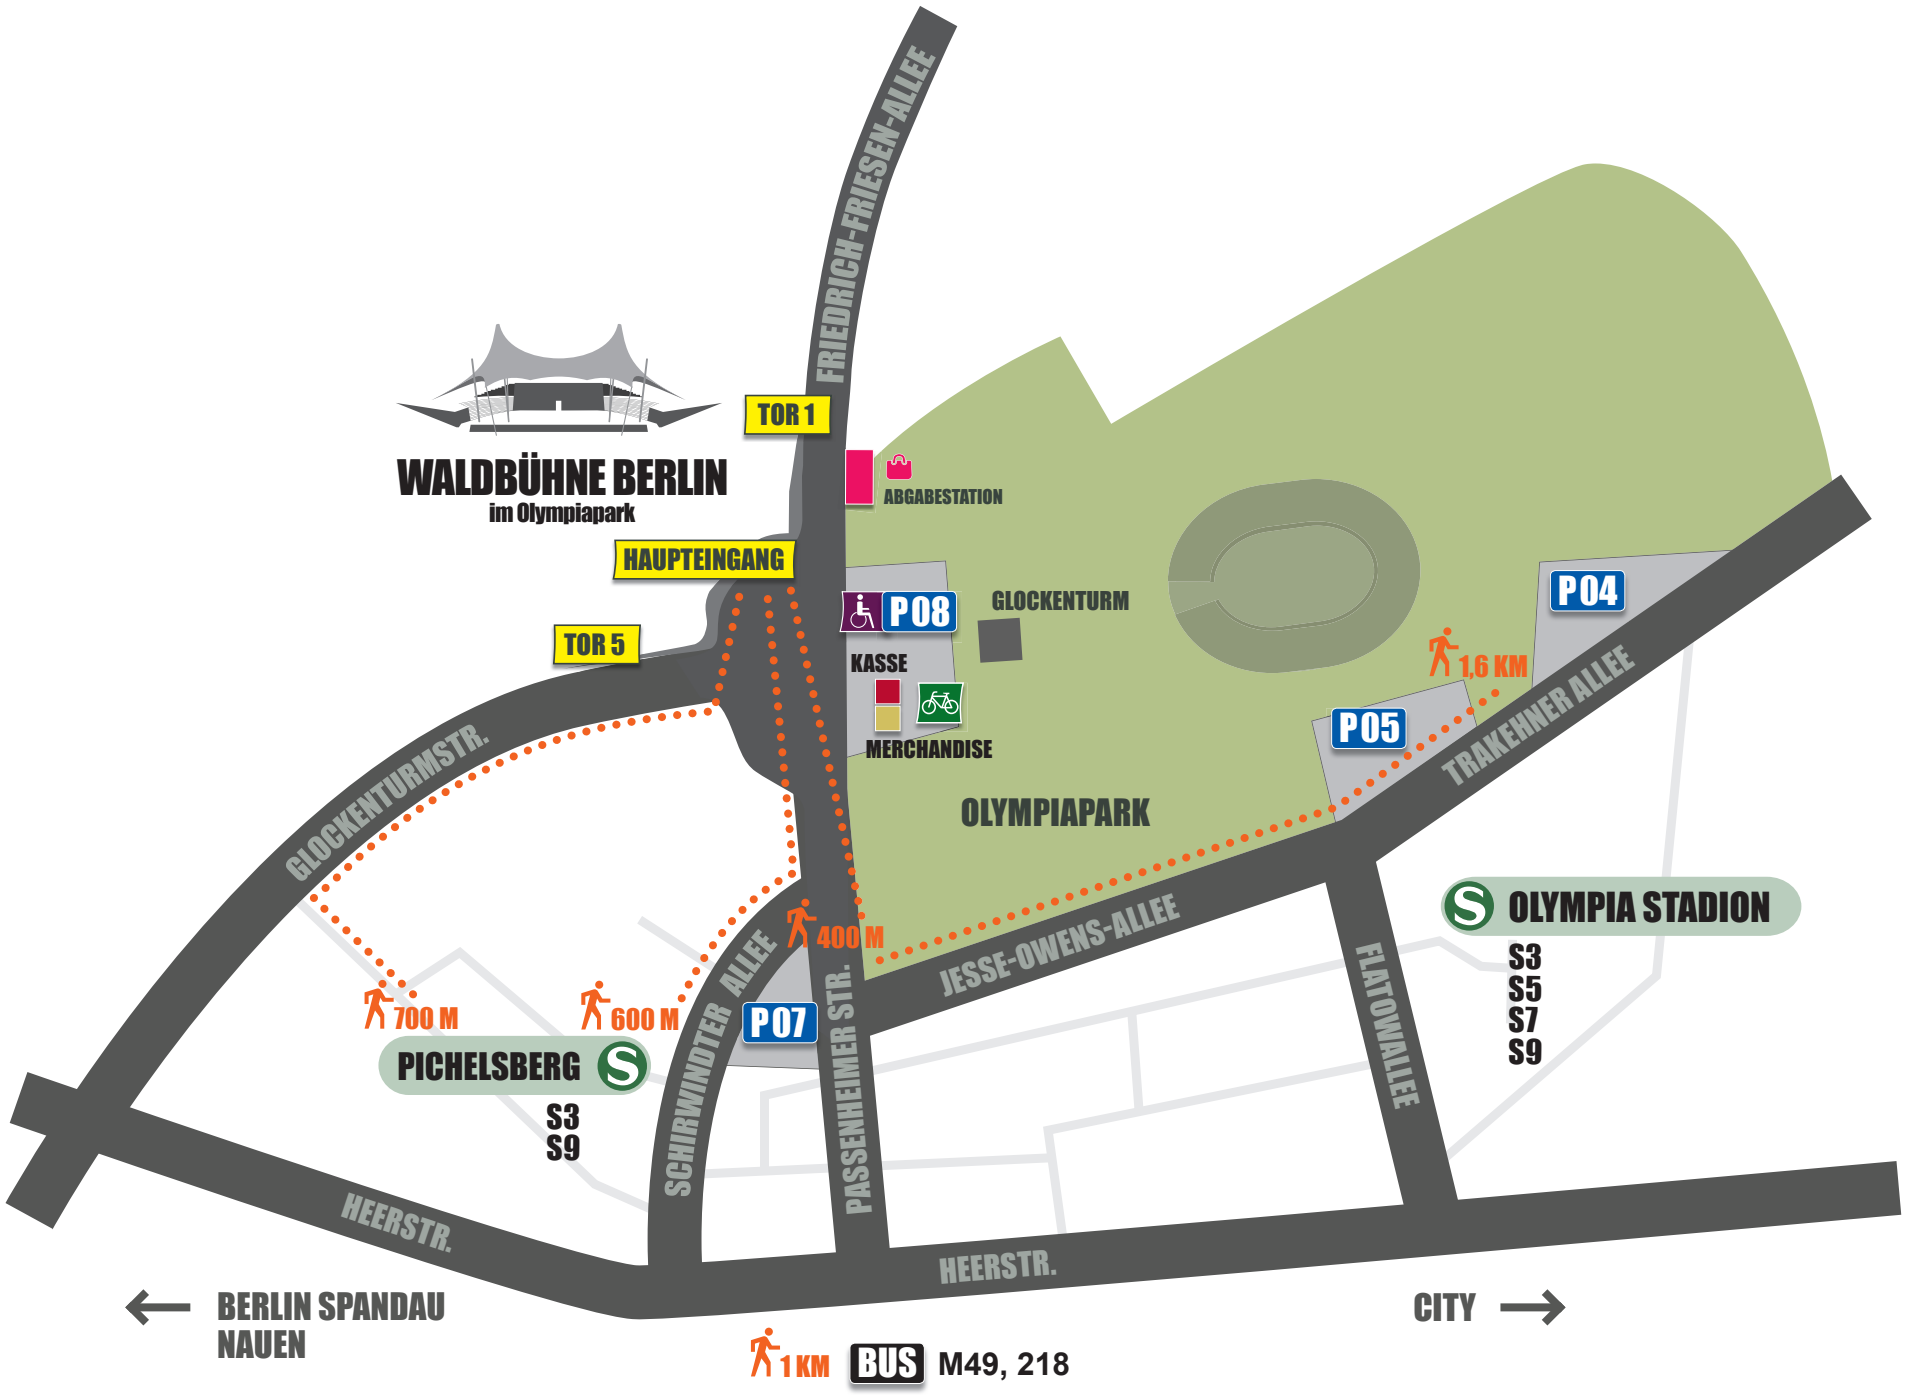 FRIEDRICH-FRIESEN-ALLEE
TOR 1
WALDBÜHNE BERLIN
im Olympiapark
ABGABESTATION
HAUPTEINGANG
P04
P08
GLOCKENTURM
TOR 5
KASSE
1,6 KM
P05
TRAKEHNER ALLEE
MERCHANDISE
GLOCKENTURMSTR.
OLYMPIAPARK
S OLYMPIA STADION
S3
S5
S7
S9
400 M
JESSE-OWENS-ALLEE
FLATOWALLEE
SCHIRWINDTER ALLEE
700 M
600 M
P07
PASSENHEIMER STR.
PICHELSBERG S
S3
S9
HEERSTR.
HEERSTR.
BERLIN SPANDAU
NAUEN
CITY
1 KM BUS M49, 218